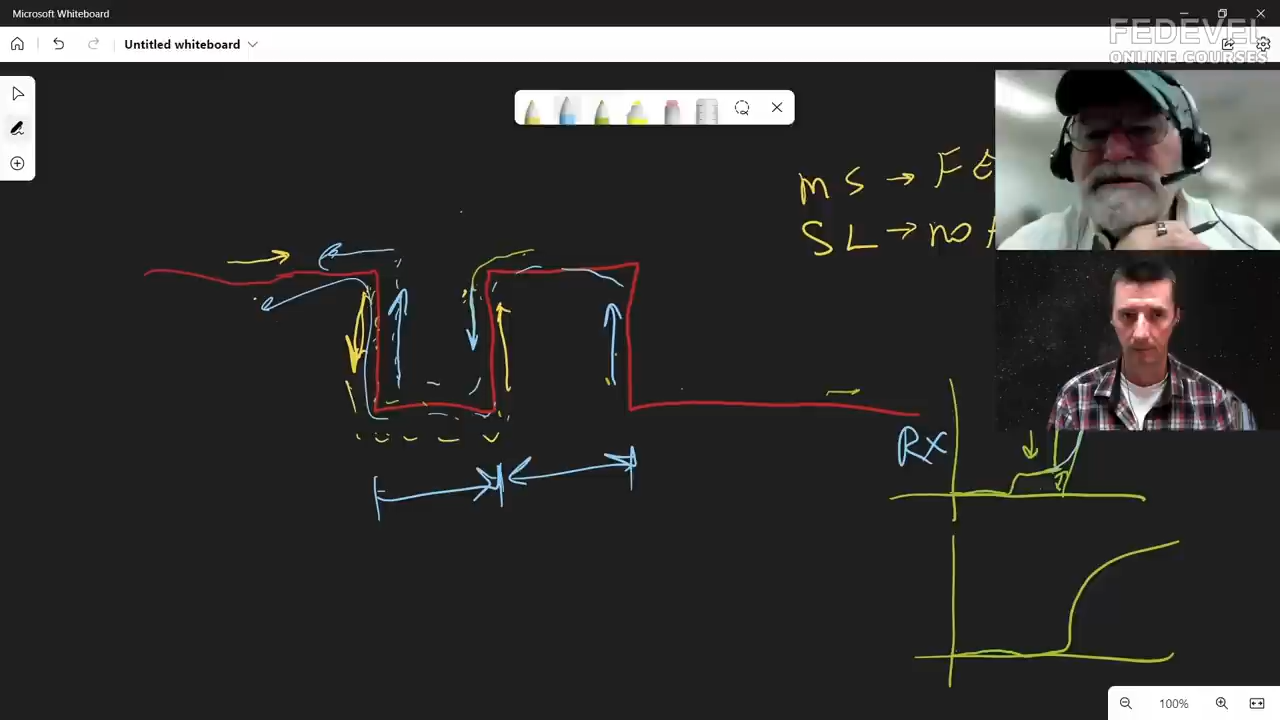 Microsoft Whiteboard
FEDEVEL
ONLINE COURSES
Untitled whiteboard
MS → FE
SL → no
RX
100%